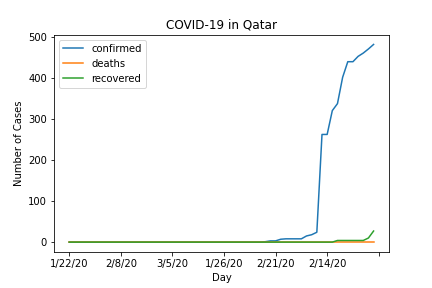 COVID-19 in Qatar
500
400
300
200
100
0
Number of Cases
confirmed
deaths
recovered
1/22/20 2/8/20 3/5/20 1/26/20 2/21/20 2/14/20
Day